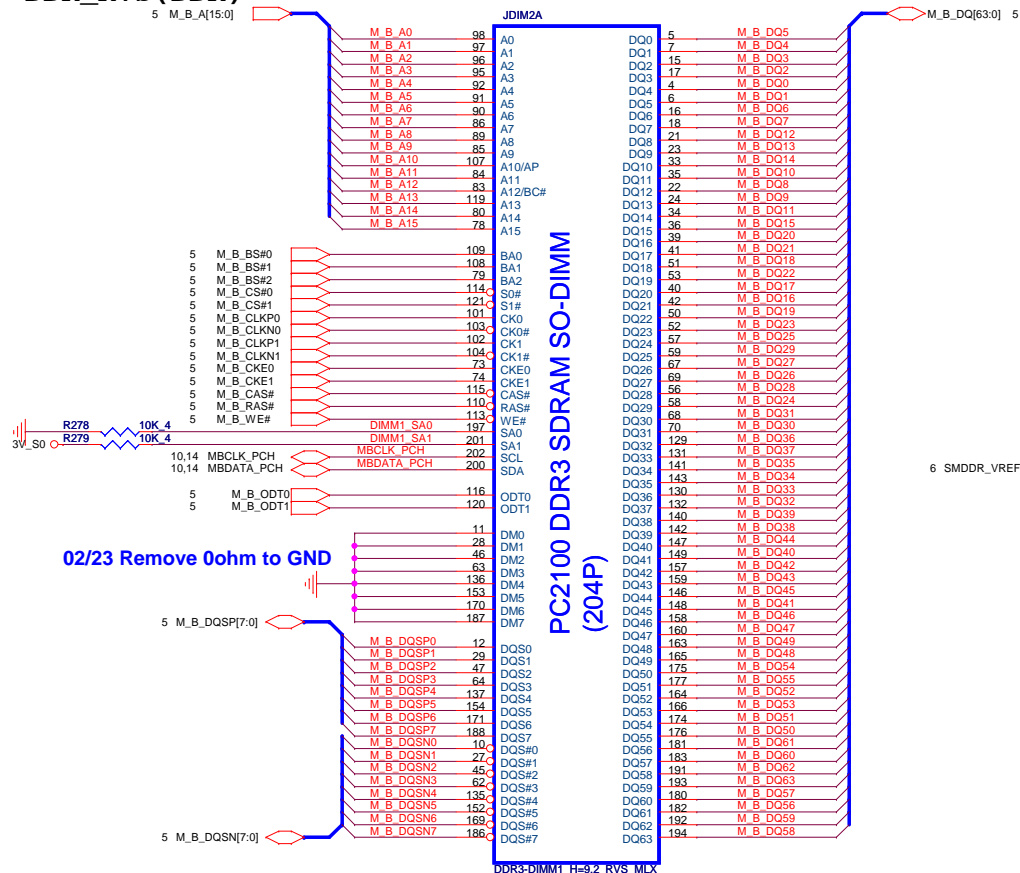 5 M_B_A[15:0]
JDIM2A
M_B_DQ[63:0] 5
M_B_A0 98 A0
M_B_A1 97 A1
M_B_A2 96 A2
M_B_A3 95 A3
M_B_A4 92 A4
M_B_A5 91 A5
M_B_A6 90 A6
M_B_A7 86 A7
M_B_A8 89 A8
M_B_A9 85 A9
M_B_A10 107 A10/AP
M_B_A11 84 A11
M_B_A12 83 A12/BC#
M_B_A13 119 A13
M_B_A14 80 A14
M_B_A15 78 A15
5 M_B_BS#0 109 BA0
5 M_B_BS#1 108 BA1
5 M_B_BS#2 79 BA2
5 M_B_CS#0 114 S0#
5 M_B_CS#1 121 S1#
5 M_B_CLKP0 101 CK0
5 M_B_CLKN0 103 CK0#
5 M_B_CLKP1 102 CK1
5 M_B_CLKN1 104 CK1#
5 M_B_CKE0 73 CKE0
5 M_B_CKE1 74 CKE1
5 M_B_CAS# 115 CAS#
5 M_B_RAS# 110 RAS#
5 M_B_WE# 113 WE#
R278 10K_4 DIMM1_SA0 197 SA0
3V_S0 R279 10K_4 DIMM1_SA1 201 SA1
10,14 MBCLK_PCH MBCLK_PCH 202 SCL
10,14 MBDATA_PCH MBDATA_PCH 200 SDA
5 M_B_ODT0 116 ODT0
5 M_B_ODT1 120 ODT1
11 DM0
28 DM1
46 DM2
63 DM3
136 DM4
153 DM5
170 DM6
187 DM7
02/23 Remove 0ohm to GND
5 M_B_DQSP[7:0]
M_B_DQSP0 12 DQS0
M_B_DQSP1 29 DQS1
M_B_DQSP2 47 DQS2
M_B_DQSP3 64 DQS3
M_B_DQSP4 137 DQS4
M_B_DQSP5 154 DQS5
M_B_DQSP6 171 DQS6
M_B_DQSP7 188 DQS7
M_B_DQSN0 10 DQS#0
M_B_DQSN1 27 DQS#1
M_B_DQSN2 45 DQS#2
M_B_DQSN3 62 DQS#3
M_B_DQSN4 135 DQS#4
M_B_DQSN5 152 DQS#5
M_B_DQSN6 169 DQS#6
M_B_DQSN7 186 DQS#7
5 M_B_DQSN[7:0]
PC2100 DDR3 SDRAM SO-DIMM
(204P)
DQ0 5 M_B_DQ5
DQ1 7 M_B_DQ4
DQ2 15 M_B_DQ3
DQ3 17 M_B_DQ2
DQ4 4 M_B_DQ0
DQ5 6 M_B_DQ1
DQ6 16 M_B_DQ6
DQ7 18 M_B_DQ7
DQ8 21 M_B_DQ12
DQ9 23 M_B_DQ13
DQ10 33 M_B_DQ14
DQ11 35 M_B_DQ10
DQ12 22 M_B_DQ8
DQ13 24 M_B_DQ9
DQ14 34 M_B_DQ11
DQ15 36 M_B_DQ15
DQ16 39 M_B_DQ20
DQ17 41 M_B_DQ21
DQ18 51 M_B_DQ18
DQ19 53 M_B_DQ22
DQ20 40 M_B_DQ17
DQ21 42 M_B_DQ16
DQ22 50 M_B_DQ19
DQ23 52 M_B_DQ23
DQ24 57 M_B_DQ25
DQ25 59 M_B_DQ29
DQ26 67 M_B_DQ27
DQ27 69 M_B_DQ26
DQ28 56 M_B_DQ28
DQ29 58 M_B_DQ24
DQ30 68 M_B_DQ31
DQ31 70 M_B_DQ30
DQ32 129 M_B_DQ36
DQ33 131 M_B_DQ37
DQ34 141 M_B_DQ35
DQ35 143 M_B_DQ34
DQ36 130 M_B_DQ33
DQ37 132 M_B_DQ32
DQ38 140 M_B_DQ39
DQ39 142 M_B_DQ38
DQ40 147 M_B_DQ44
DQ41 149 M_B_DQ40
DQ42 157 M_B_DQ42
DQ43 159 M_B_DQ43
DQ44 146 M_B_DQ45
DQ45 148 M_B_DQ41
DQ46 158 M_B_DQ46
DQ47 160 M_B_DQ47
DQ48 163 M_B_DQ49
DQ49 165 M_B_DQ48
DQ50 175 M_B_DQ54
DQ51 177 M_B_DQ55
DQ52 164 M_B_DQ52
DQ53 166 M_B_DQ53
DQ54 174 M_B_DQ51
DQ55 176 M_B_DQ50
DQ56 181 M_B_DQ61
DQ57 183 M_B_DQ60
DQ58 191 M_B_DQ62
DQ59 193 M_B_DQ63
DQ60 180 M_B_DQ57
DQ61 182 M_B_DQ56
DQ62 192 M_B_DQ59
DQ63 194 M_B_DQ58
6 SMDDR_VREF
DDR3-DIMM1_H=9.2_RVS_MLX